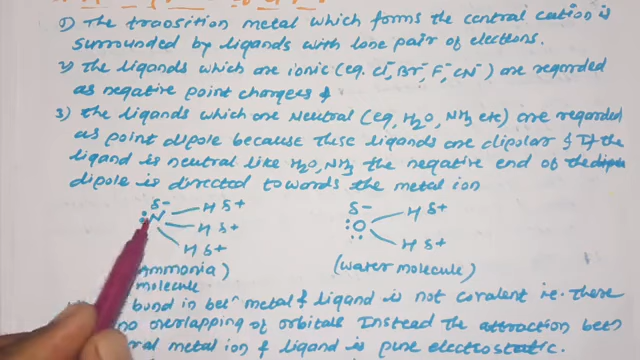 1) The transition metal which forms the central cation is
surrounded by ligands with lone pair of electrons.
2) The ligands which are ionic (eg. Cl⁻, Br⁻, F⁻, CN⁻) are regarded
as negative point charges &
3) The ligands which are Neutral (eg, H₂O, NH₃ etc) are regarded
as point dipole because these ligands are dipolar & If the
ligand is neutral like H₂O, NH₃ the negative end of the
dipole is directed towards the metal ion
δ⁻ H δ+ δ⁻ H δ+
:N H δ+ :O
H δ+ H δ+
(Ammonia) (water molecule)
molecule
bond in betⁿ metal & ligand is not covalent ie. There
no overlapping of orbitals Instead the attraction betⁿ
metal ion & ligand is pure electrostatic.